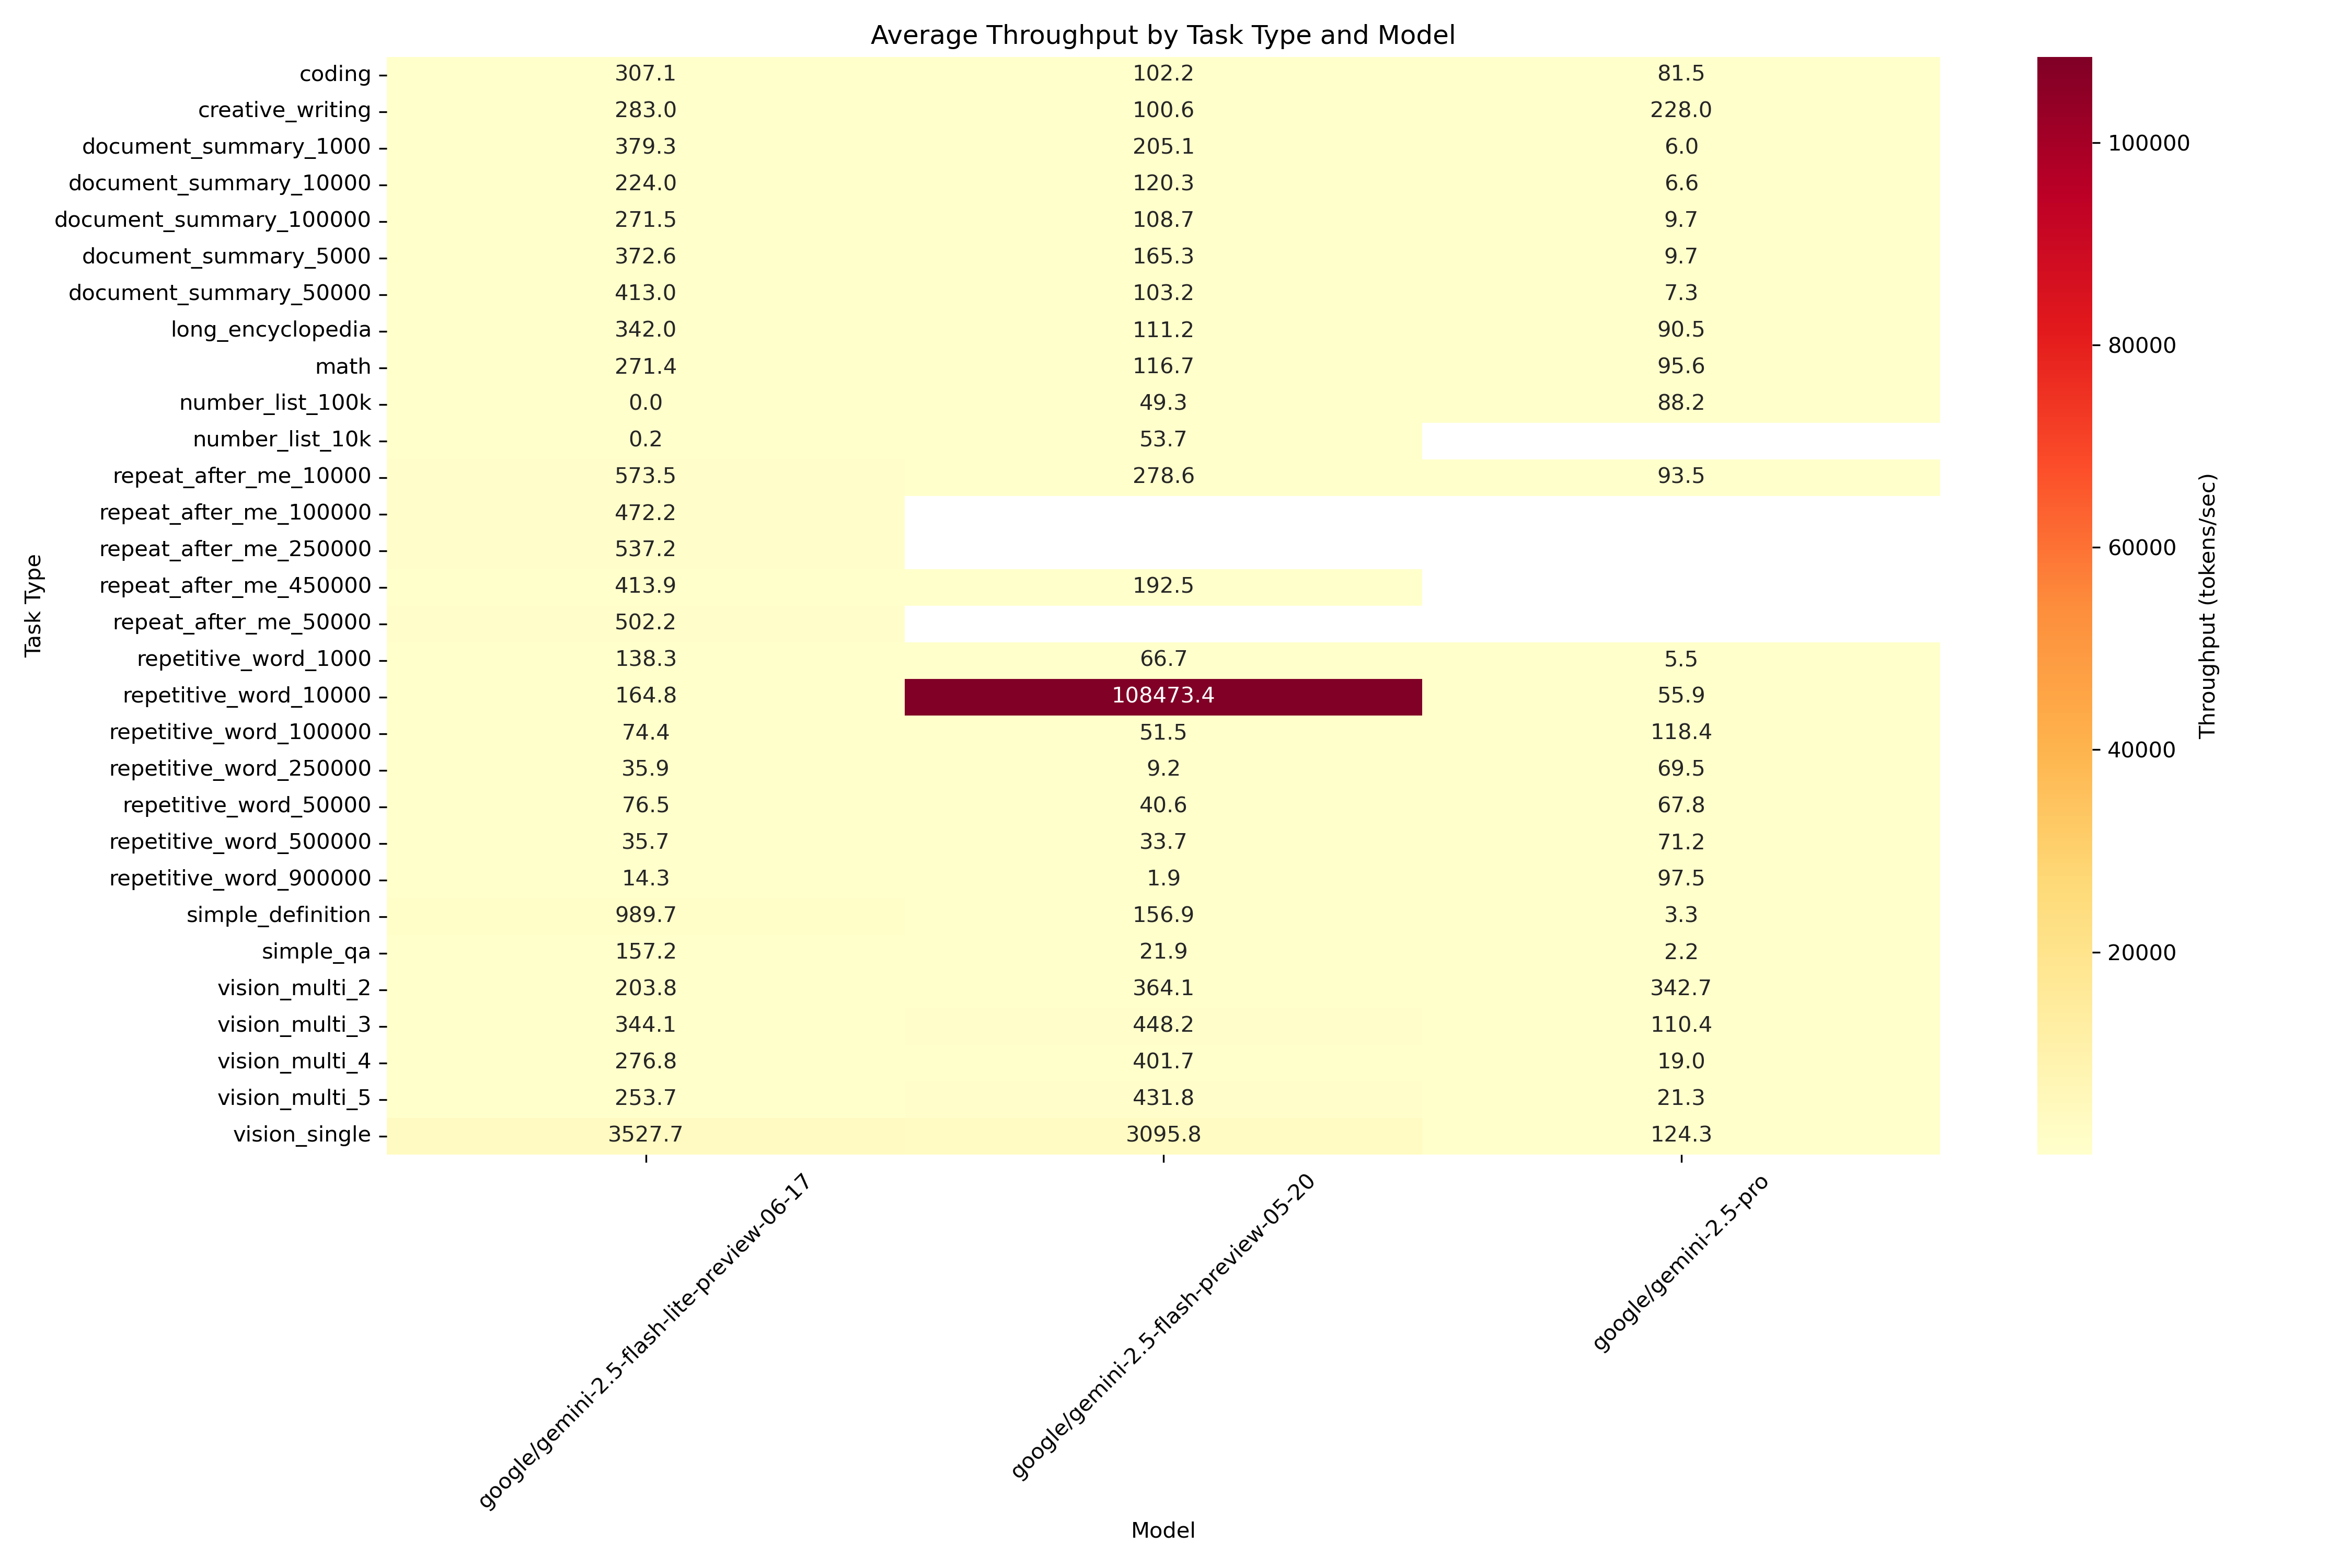 Average Throughput by Task Type and Model
coding 307.1 102.2 81.5
creative_writing 283.0 100.6 228.0
document_summary_1000 379.3 205.1 6.0
document_summary_10000 224.0 120.3 6.6
document_summary_100000 271.5 108.7 9.7
document_summary_5000 372.6 165.3 9.7
document_summary_50000 413.0 103.2 7.3
long_encyclopedia 342.0 111.2 90.5
math 271.4 116.7 95.6
number_list_100k 0.0 49.3 88.2
number_list_10k 0.2 53.7
repeat_after_me_10000 573.5 278.6 93.5
repeat_after_me_100000 472.2
repeat_after_me_250000 537.2
repeat_after_me_450000 413.9 192.5
repeat_after_me_50000 502.2
repetitive_word_1000 138.3 66.7 5.5
repetitive_word_10000 164.8 108473.4 55.9
repetitive_word_100000 74.4 51.5 118.4
repetitive_word_250000 35.9 9.2 69.5
repetitive_word_50000 76.5 40.6 67.8
repetitive_word_500000 35.7 33.7 71.2
repetitive_word_900000 14.3 1.9 97.5
simple_definition 989.7 156.9 3.3
simple_qa 157.2 21.9 2.2
vision_multi_2 203.8 364.1 342.7
vision_multi_3 344.1 448.2 110.4
vision_multi_4 276.8 401.7 19.0
vision_multi_5 253.7 431.8 21.3
vision_single 3527.7 3095.8 124.3
Task Type
google/gemini-2.5-flash-lite-preview-06-17
google/gemini-2.5-flash-preview-05-20
google/gemini-2.5-pro
Model
100000
80000
60000
40000
20000
Throughput (tokens/sec)